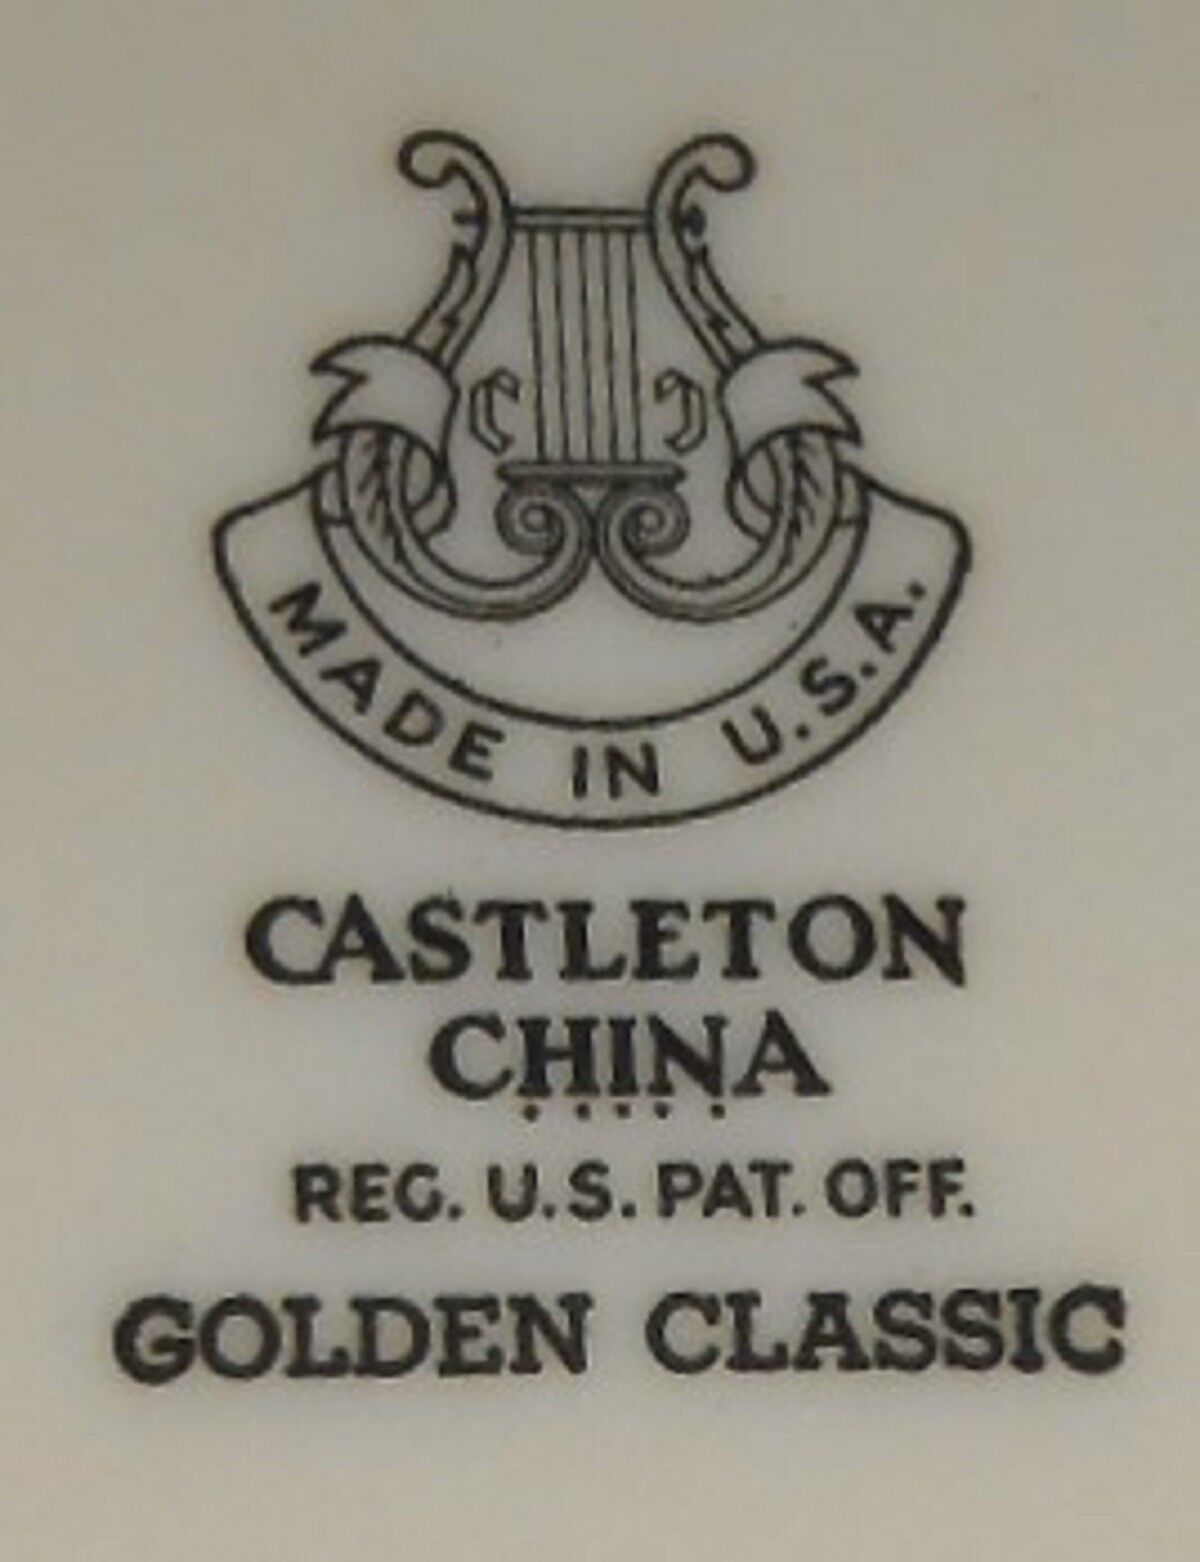 MADE IN U.S.A.
CASTLETON
CHINA
REG. U.S. PAT. OFF.
GOLDEN CLASSIC